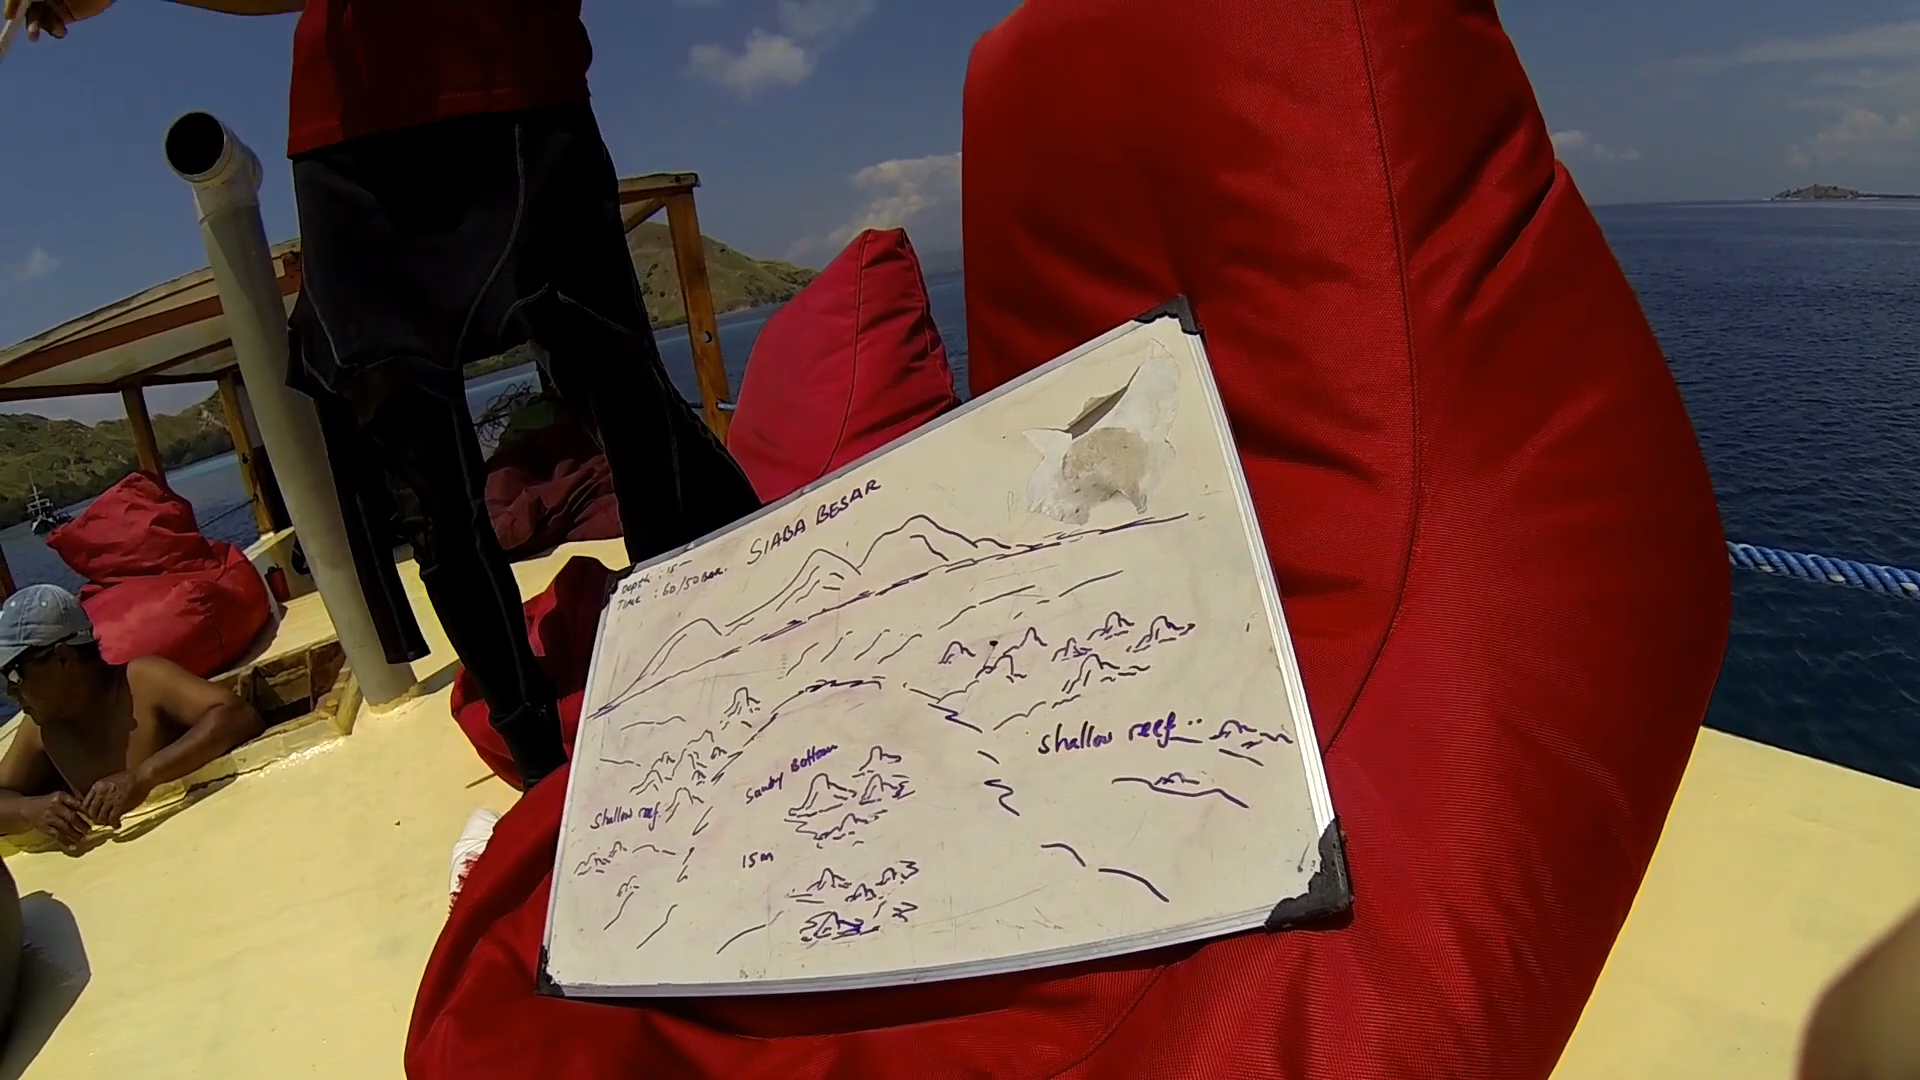 SIABA BESAR
Depth : 15
Time : 60/50 BAR.
Shallow reef..
Sandy Bottom
Shallow reef.
15m